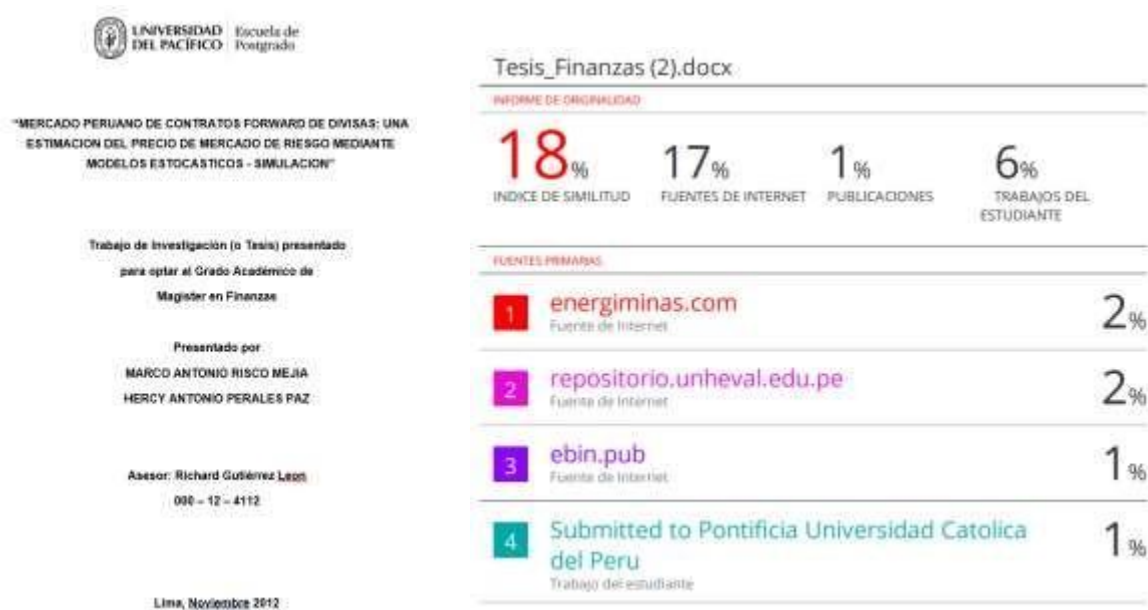 UNIVERSIDAD
DEL PACÍFICO
Escuela de
Postgrado
“MERCADO PERUANO DE CONTRATOS FORWARD DE DIVISAS: UNA
ESTIMACION DEL PRECIO DE MERCADO DE RIESGO MEDIANTE
MODELOS ESTOCASTICOS - SIMULACION”
Trabajo de Investigación (o Tesis) presentado
para optar al Grado Académico de
Magister en Finanzas
Presentado por
MARCO ANTONIO RISCO MEJIA
HERCY ANTONIO PERALES PAZ
Asesor: Richard Gutiérrez Leon
000 – 12 – 4112
Lima, Noviembre 2012
Tesis_Finanzas (2).docx
INFORME DE ORIGINALIDAD
18%
INDICE DE SIMILITUD
17%
FUENTES DE INTERNET
1%
PUBLICACIONES
6%
TRABAJOS DEL
ESTUDIANTE
FUENTES PRIMARIAS
1 energiminas.com 2%
Fuente de Internet
2 repositorio.unheval.edu.pe 2%
Fuente de Internet
3 ebin.pub 1%
Fuente de Internet
4 Submitted to Pontificia Universidad Catolica 1%
del Peru
Trabajo del estudiante